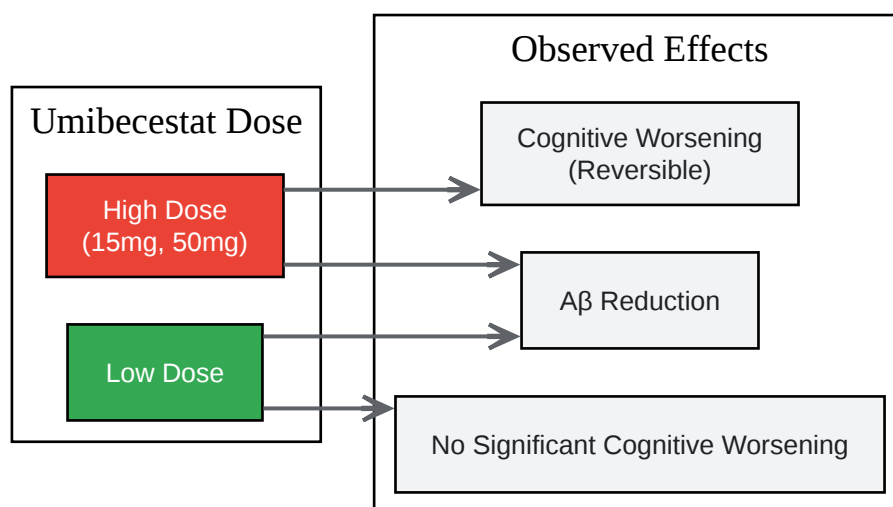 Observed Effects
Umibecestat Dose
Cognitive Worsening
(Reversible)
High Dose
(15mg, 50mg)
Aβ Reduction
Low Dose
No Significant Cognitive Worsening